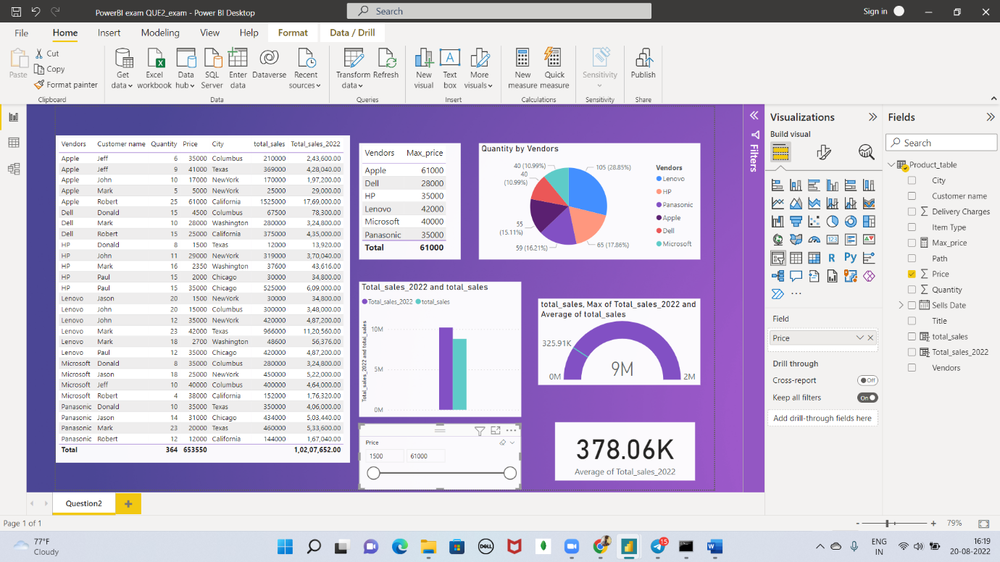 PowerBI exam QUE2_exam - Power BI Desktop
Search
Sign in
File Home Insert Modeling View Help Format Data / Drill
Paste
Cut
Copy
Format painter
Clipboard
Get data
Excel workbook
Data hub
SQL Server
Enter data
Dataverse
Recent sources
Data
Transform data
Refresh
Queries
New visual
Text box
More visuals
Insert
New measure
Quick measure
Calculations
Sensitivity
Sensitivity
Publish
Share
Vendors Customer name Quantity Price City total_sales Total_sales_2022
Apple Jeff 6 35000 Columbus 210000 2,43,600.00
Apple Jeff 9 41000 Texas 369000 4,28,040.00
Apple John 10 17000 NewYork 170000 1,97,200.00
Apple Mark 5 5000 NewYork 25000 29,000.00
Apple Robert 25 61000 California 1525000 17,69,000.00
Dell Donald 15 4500 Columbus 67500 78,300.00
Dell Mark 10 28000 Washington 280000 3,24,800.00
Dell Robert 15 25000 California 375000 4,35,000.00
HP Donald 8 1500 Texas 12000 13,920.00
HP John 11 29000 NewYork 319000 3,70,040.00
HP Mark 16 2350 Washington 37600 43,616.00
HP Paul 15 2000 Chicago 30000 34,800.00
HP Paul 15 35000 Chicago 525000 6,09,000.00
Lenovo Jason 20 1500 NewYork 30000 34,800.00
Lenovo John 20 15000 Columbus 300000 3,48,000.00
Lenovo John 12 35000 NewYork 420000 4,87,200.00
Lenovo Mark 23 42000 Texas 966000 11,20,560.00
Lenovo Mark 18 2700 Washington 48600 56,376.00
Lenovo Paul 12 35000 Chicago 420000 4,87,200.00
Microsoft Donald 8 35000 Columbus 280000 3,24,800.00
Microsoft Jason 18 25000 NewYork 450000 5,22,000.00
Microsoft Jeff 10 40000 Columbus 400000 4,64,000.00
Microsoft Robert 4 38000 California 152000 1,76,320.00
Panasonic Donald 10 35000 Texas 350000 4,06,000.00
Panasonic Jason 14 31000 Chicago 434000 5,03,440.00
Panasonic Mark 23 20000 Texas 460000 5,33,600.00
Panasonic Robert 12 12000 California 144000 1,67,040.00
Total 364 653550 1,02,07,652.00
Vendors Max_price
Apple 61000
Dell 28000
HP 35000
Lenovo 42000
Microsoft 40000
Panasonic 35000
Total 61000
Quantity by Vendors
40 (10.99%)
40
(10.99%)
55
(15.11%)
59 (16.21%)
105 (28.85%)
65 (17.86%)
Vendors
Lenovo
HP
Panasonic
Apple
Dell
Microsoft
Total_sales_2022 and total_sales
Total_sales_2022 total_sales
Total_sales_2022 and total_sales
10M
5M
0M
total_sales, Max of Total_sales_2022 and
Average of total_sales
325.91K
0M 9M 2M
Price
1500 61000
378.06K
Average of Total_sales_2022
Filters
Visualizations
Build visual
R Py
123
Field
Price
Drill through
Cross-report Off
Keep all filters On
Add drill-through fields here
Fields
Search
Product_table
City
Customer name
Delivery Charges
Item Type
Max_price
Path
Price
Quantity
Sells Date
Title
total_sales
Total_sales_2022
Vendors
Question2
Page 1 of 1
79%
77°F
Cloudy
DELL
15
ENG
IN
16:19
20-08-2022